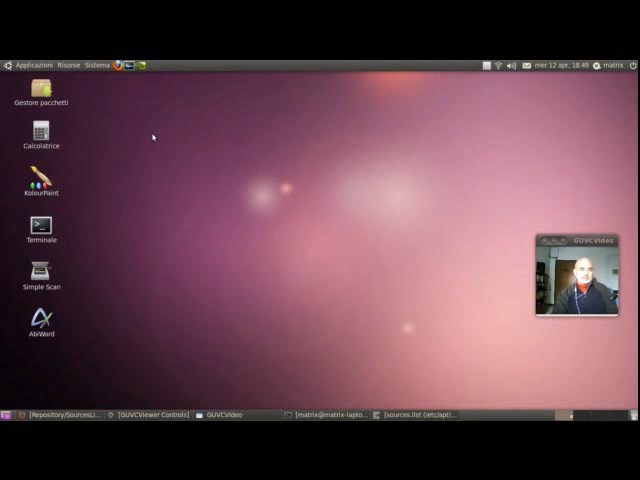 Applicazioni Risorse Sistema mer 12 apr, 18.49 matrix
Gestore pacchetti
Calcolatrice
KolourPaint
Terminale
Simple Scan
AbiWord
GUVCVideo
[Repository/SourcesLi... [GUVCViewer Controls] GUVCVideo [matrix@matrix-lapto... [sources.list (/etc/apt)...